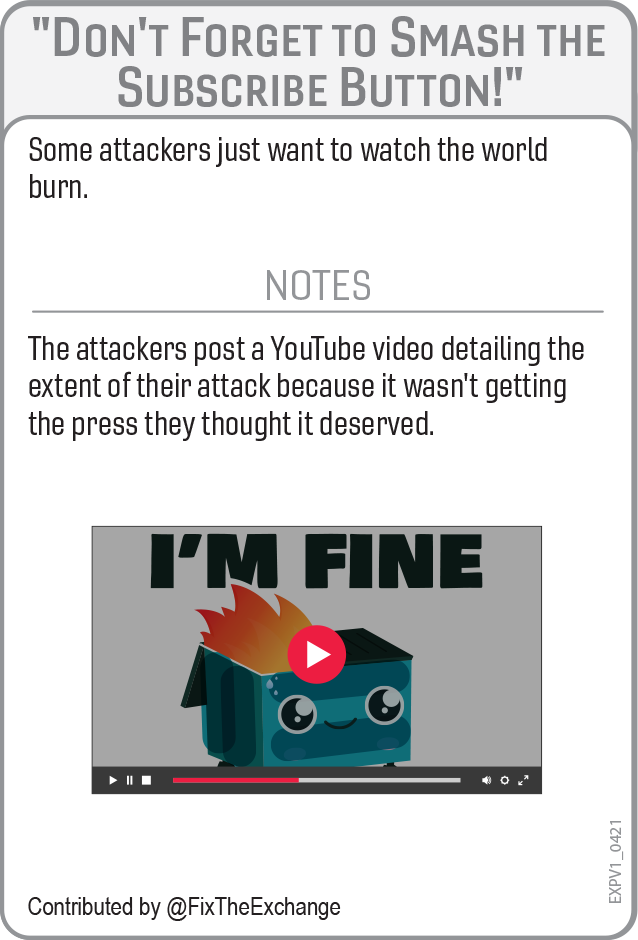 "Don't Forget to Smash the
Subscribe Button!"
Some attackers just want to watch the world
burn.
NOTES
The attackers post a YouTube video detailing the
extent of their attack because it wasn't getting
the press they thought it deserved.
I'M FINE
EXPV1_0421
Contributed by @FixTheExchange